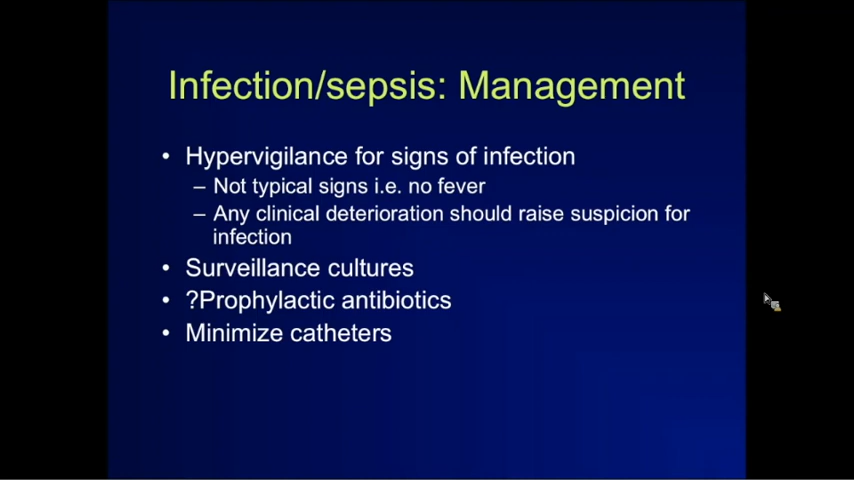 Infection/sepsis: Management
• Hypervigilance for signs of infection
– Not typical signs i.e. no fever
– Any clinical deterioration should raise suspicion for
infection
• Surveillance cultures
• ?Prophylactic antibiotics
• Minimize catheters